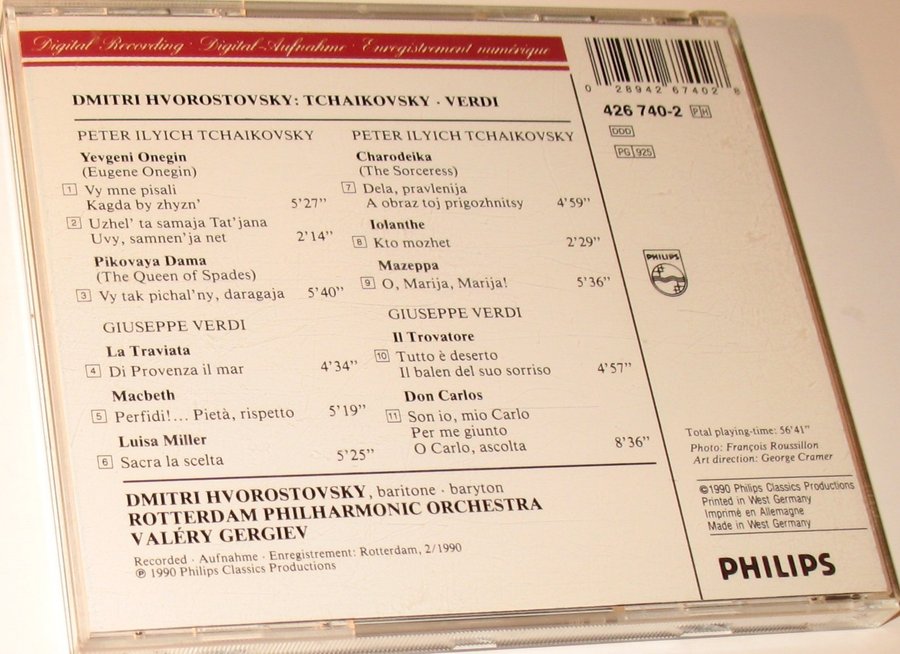 Digital Recording · Digital-Aufnahme · Enregistrement numérique
DMITRI HVOROSTOVSKY: TCHAIKOVSKY · VERDI
PETER ILYICH TCHAIKOVSKY
Yevgeni Onegin
(Eugene Onegin)
1 Vy mne pisali
Kagda by zhyzn' 5'27"
2 Uzhel' ta samaja Tat'jana
Uvy, samnen'ja net 2'14"
Pikovaya Dama
(The Queen of Spades)
3 Vy tak pichal'ny, daragaja 5'40"
GIUSEPPE VERDI
La Traviata
4 Di Provenza il mar 4'34"
Macbeth
5 Perfidi!... Pietà, rispetto 5'19"
Luisa Miller
6 Sacra la scelta 5'25"
PETER ILYICH TCHAIKOVSKY
Charodeika
(The Sorceress)
7 Dela, pravlenija
A obraz toj prigozhnitsy 4'59"
Iolanthe
8 Kto mozhet 2'29"
Mazeppa
9 O, Marija, Marija! 5'36"
GIUSEPPE VERDI
Il Trovatore
10 Tutto è deserto
Il balen del suo sorriso 4'57"
Don Carlos
11 Son io, mio Carlo
Per me giunto
O Carlo, ascolta 8'36"
DMITRI HVOROSTOVSKY, baritone · baryton
ROTTERDAM PHILHARMONIC ORCHESTRA
VALÉRY GERGIEV
Recorded · Aufnahme · Enregistrement: Rotterdam, 2/1990
℗ 1990 Philips Classics Productions
0 28942 67402 8
426 740-2 PH
DDD
PG 925
PHILIPS
Total playing-time: 56'41"
Photo: François Roussillon
Art direction: George Cramer
©1990 Philips Classics Productions
Printed in West Germany
Imprimé en Allemagne
Made in West Germany
PHILIPS